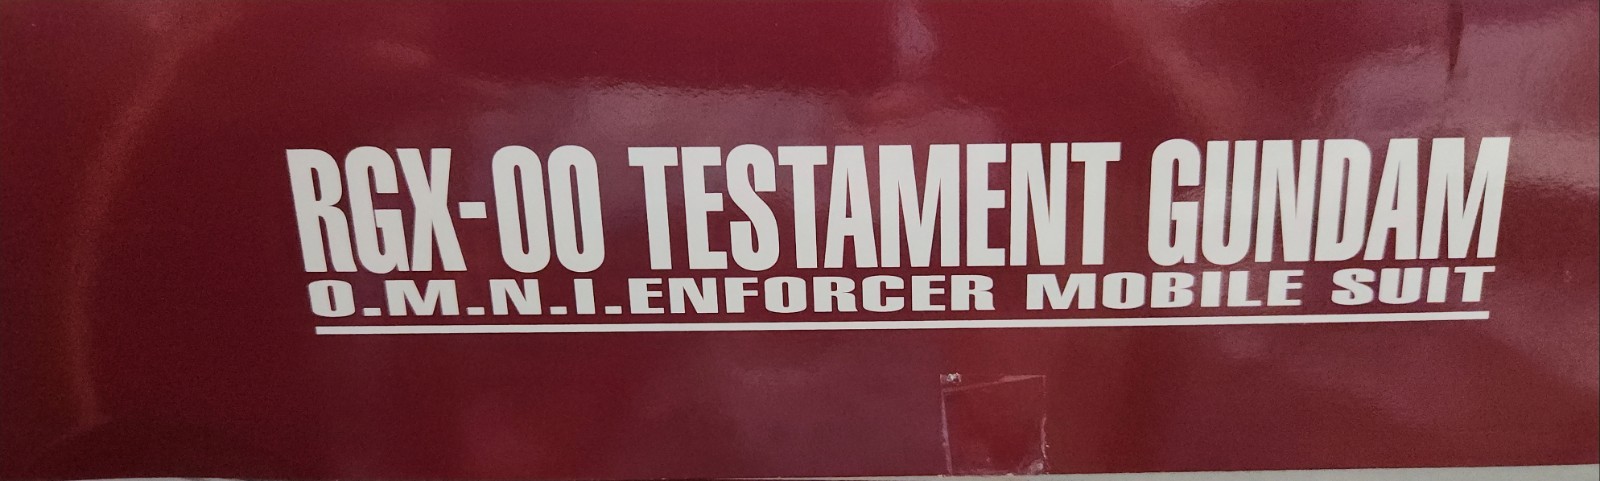 RGX-00 TESTAMENT GUNDAM
O.M.N.I.ENFORCER MOBILE SUIT